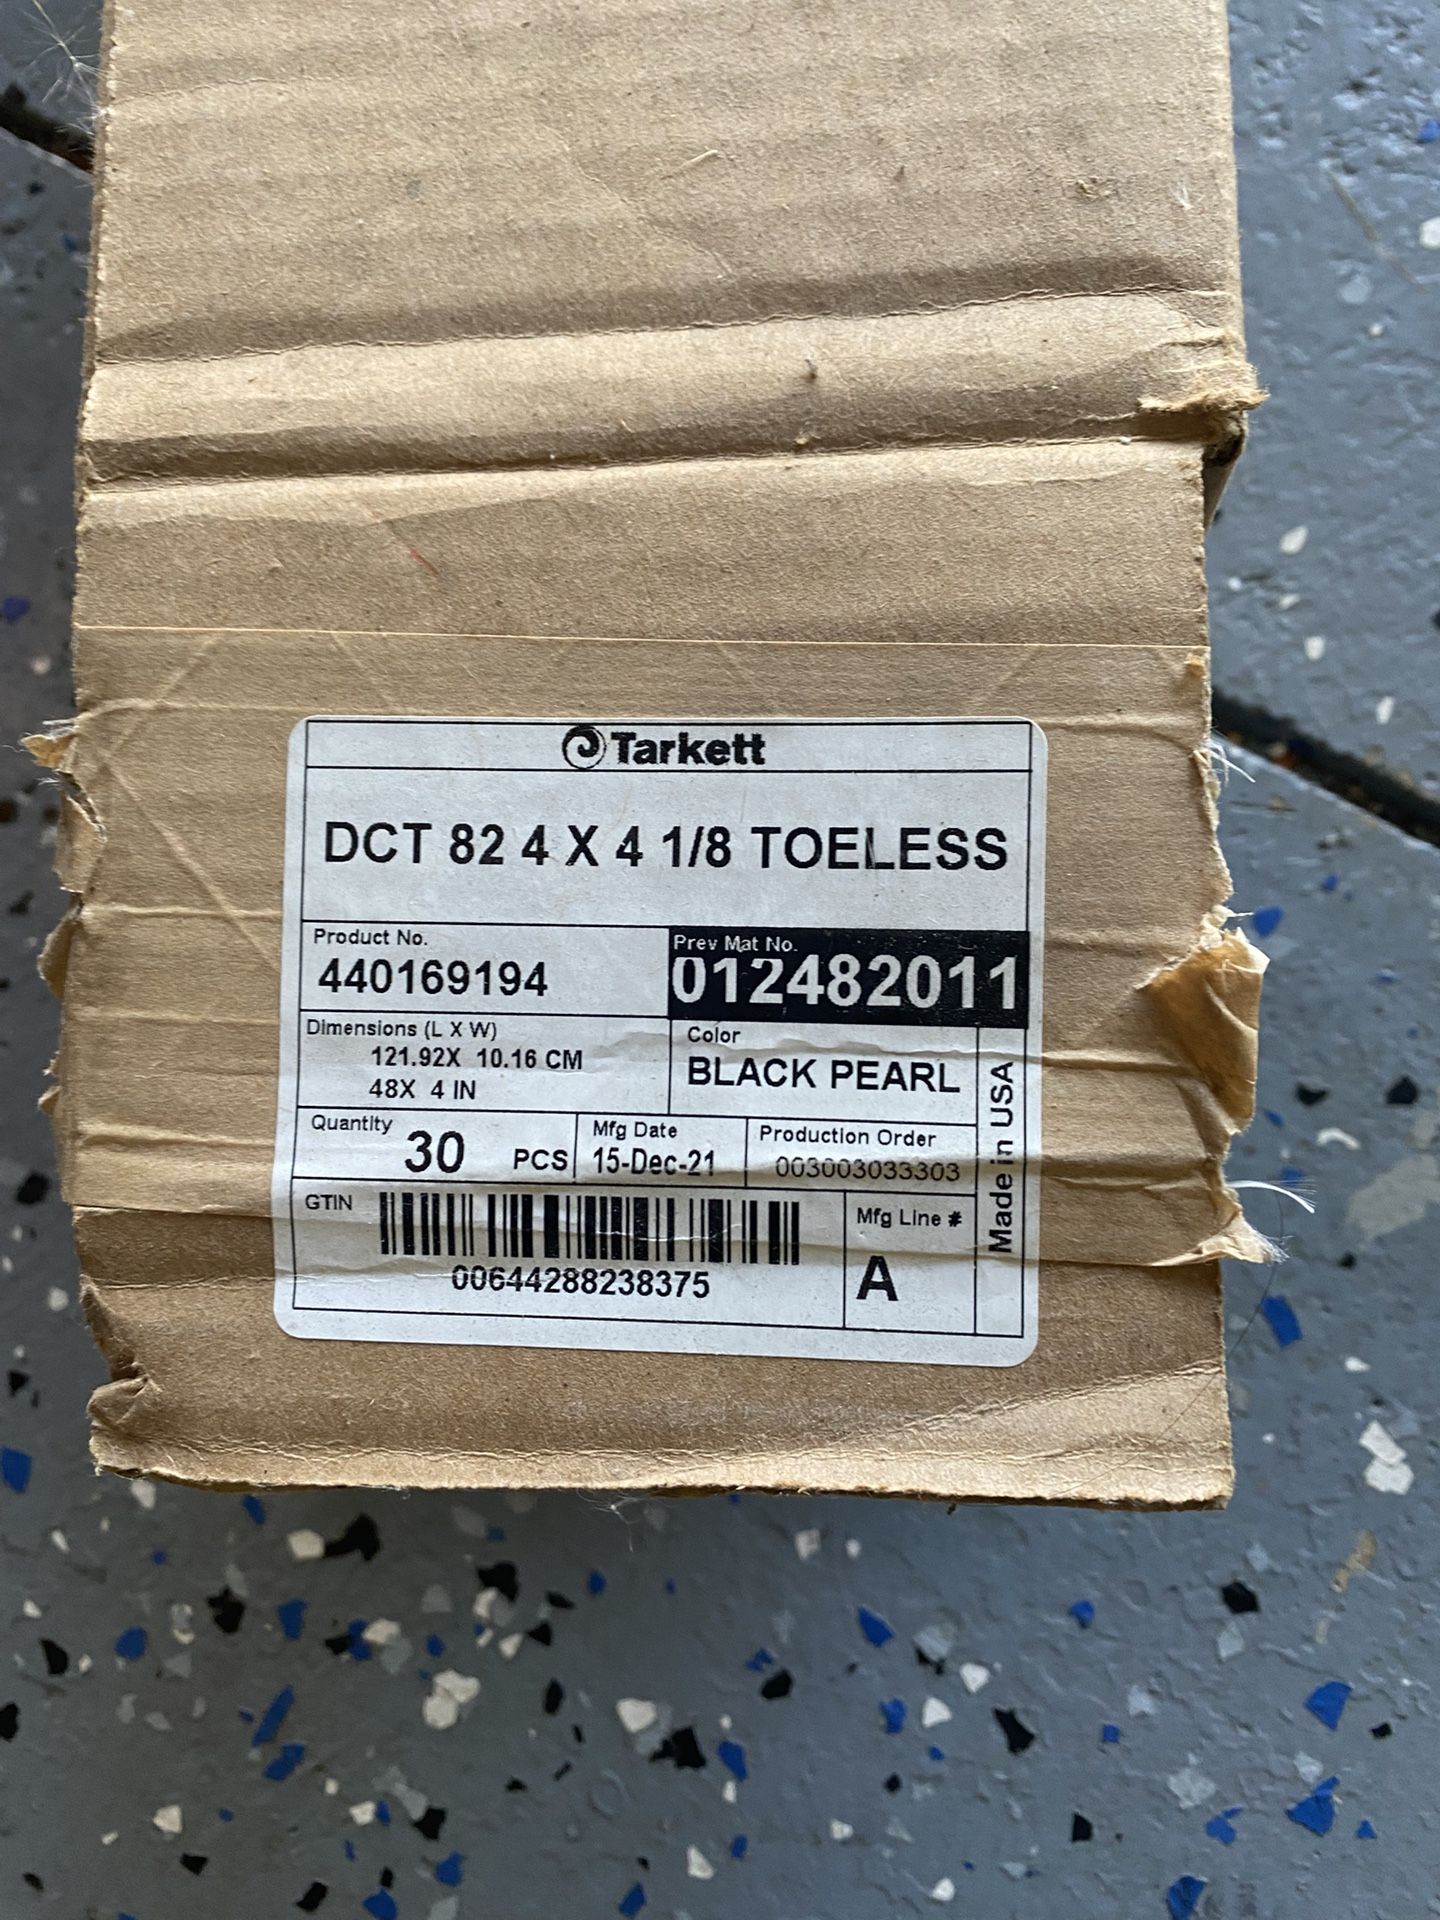 Tarkett
DCT 82 4 X 4 1/8 TOELESS
Product No.
440169194
Prev Mat No.
012482011
Dimensions (L X W)
121.92X 10.16 CM
48X 4 IN
Color
BLACK PEARL
Made in USA
Quantity
30 PCS
Mfg Date
15-Dec-21
Production Order
003003033303
GTIN
00644288238375
Mfg Line #
A